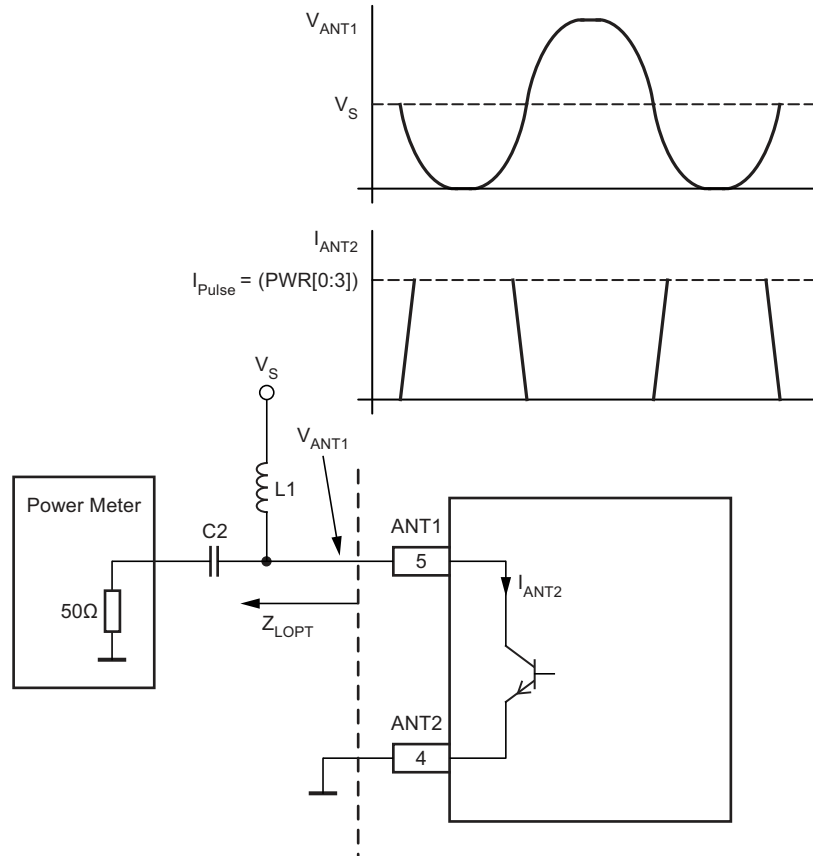 V_ANT1
V_S
I_ANT2
I_Pulse = (PWR[0:3])
V_S
V_ANT1
L1
Power Meter
C2
ANT1
5
I_ANT2
50Ω
Z_LOPT
ANT2
4